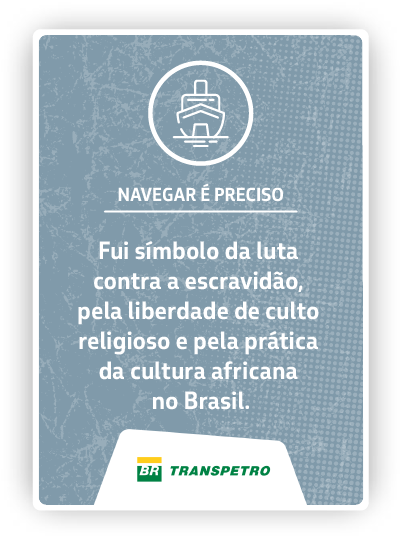 NAVEGAR É PRECISO
Fui símbolo da luta
contra a escravidão,
pela liberdade de culto
religioso e pela prática
da cultura africana
no Brasil.
BR TRANSPETRO